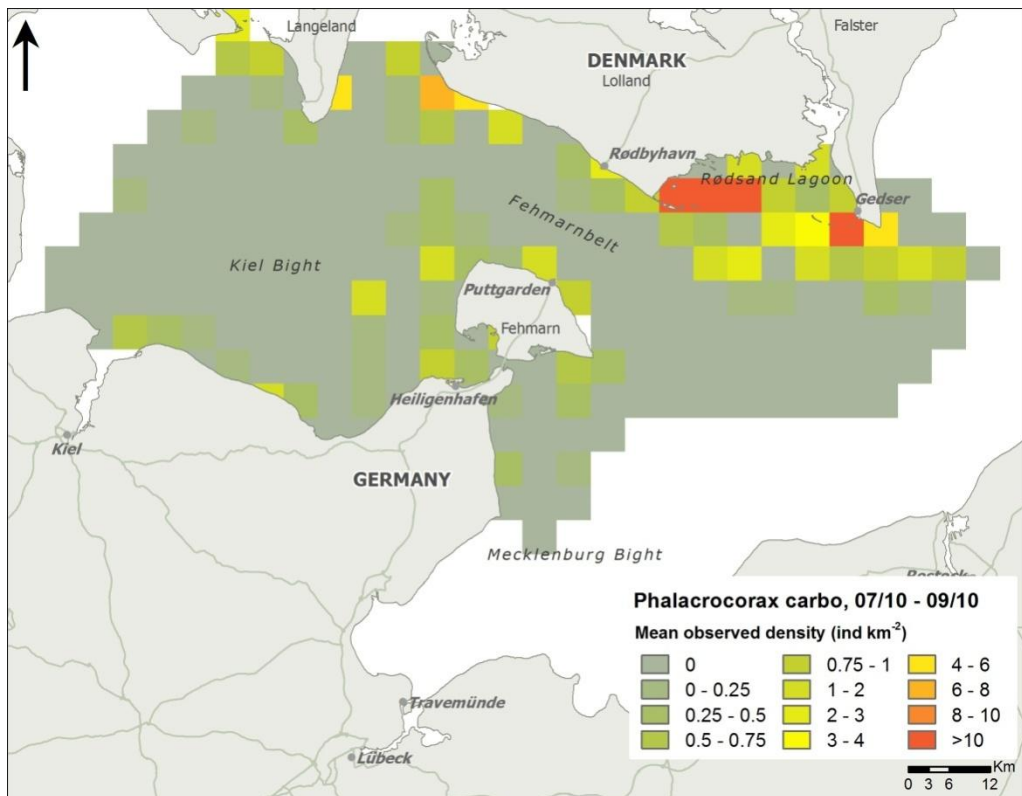 Langeland
Falster
DENMARK
Lolland
Rødbyhavn
Rødsand Lagoon
Gedser
Fehmarnbelt
Kiel Bight
Puttgarden
Fehmarn
Heiligenhafen
Kiel
GERMANY
Mecklenburg Bight
Travemünde
Lübeck
Phalacrocorax carbo, 07/10 - 09/10
Mean observed density (ind km-2)
0
0 - 0.25
0.25 - 0.5
0.5 - 0.75
0.75 - 1
1 - 2
2 - 3
3 - 4
4 - 6
6 - 8
8 - 10
>10
Km
0 3 6 12